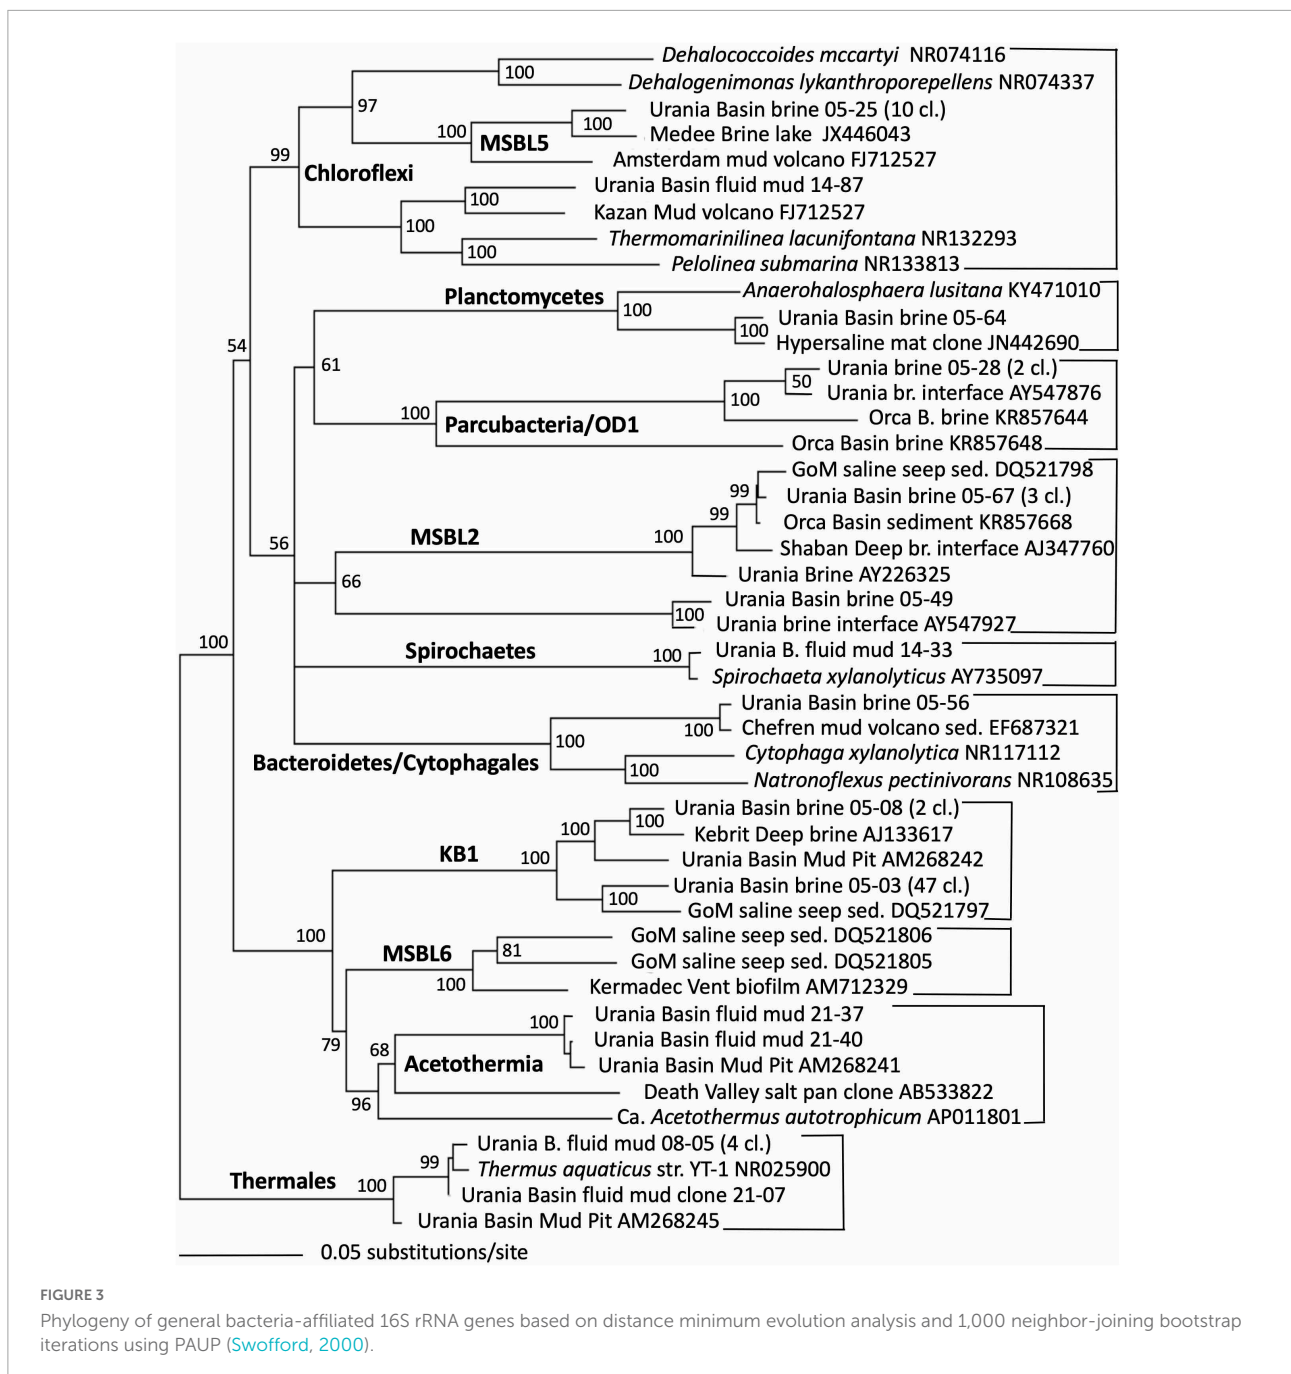 Dehalococcoides mccartyi NR074116
100
Dehalogenimonas lykanthroporepellens NR074337
97
Urania Basin brine 05-25 (10 cl.)
100
100
MSBL5
Medee Brine lake JX446043
99
Amsterdam mud volcano FJ712527
Chloroflexi
Urania Basin fluid mud 14-87
100
Kazan Mud volcano FJ712527
100
Thermomarinilinea lacunifontana NR132293
100
Pelolinea submarina NR133813
Planctomycetes
Anaerohalosphaera lusitana KY471010
100
Urania Basin brine 05-64
100
Hypersaline mat clone JN442690
54
61
Urania brine 05-28 (2 cl.)
50
Urania br. interface AY547876
100
100
Parcubacteria/OD1
Orca B. brine KR857644
Orca Basin brine KR857648
GoM saline seep sed. DQ521798
99
Urania Basin brine 05-67 (3 cl.)
99
Orca Basin sediment KR857668
MSBL2
100
56
Shaban Deep br. interface AJ347760
66
Urania Brine AY226325
Urania Basin brine 05-49
100
Urania brine interface AY547927
100
Spirochaetes
100
Urania B. fluid mud 14-33
Spirochaeta xylanolyticus AY735097
Urania Basin brine 05-56
100
Chefren mud volcano sed. EF687321
100
Bacteroidetes/Cytophagales
Cytophaga xylanolytica NR117112
100
Natronoflexus pectinivorans NR108635
Urania Basin brine 05-08 (2 cl.)
100
100
Kebrit Deep brine AJ133617
KB1
100
Urania Basin Mud Pit AM268242
Urania Basin brine 05-03 (47 cl.)
100
GoM saline seep sed. DQ521797
100
GoM saline seep sed. DQ521806
MSBL6
81
GoM saline seep sed. DQ521805
100
Kermadec Vent biofilm AM712329
Urania Basin fluid mud 21-37
100
79
68
Urania Basin fluid mud 21-40
Acetothermia
Urania Basin Mud Pit AM268241
Death Valley salt pan clone AB533822
96
Ca. Acetothermus autotrophicum AP011801
Urania B. fluid mud 08-05 (4 cl.)
99
Thermus aquaticus str. YT-1 NR025900
Thermales
100
Urania Basin fluid mud clone 21-07
Urania Basin Mud Pit AM268245
0.05 substitutions/site
FIGURE 3
Phylogeny of general bacteria-affiliated 16S rRNA genes based on distance minimum evolution analysis and 1,000 neighbor-joining bootstrap
iterations using PAUP (Swofford, 2000).